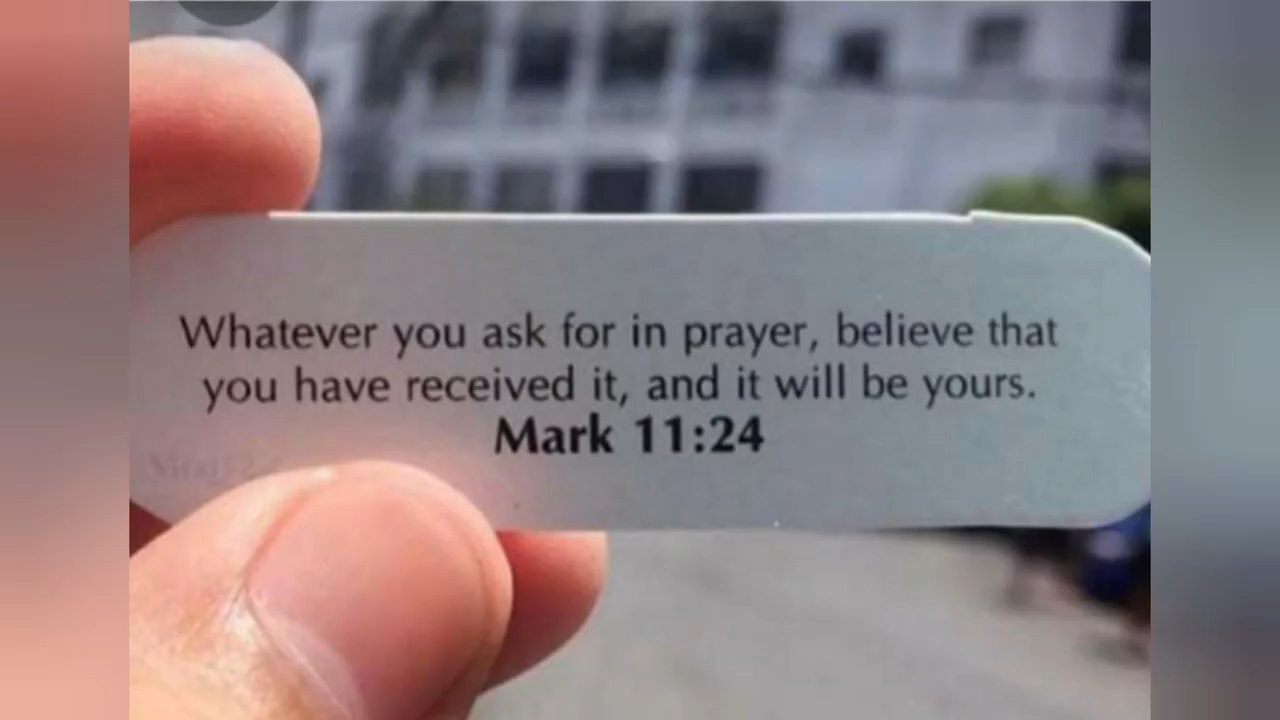 Whatever you ask for in prayer, believe that
you have received it, and it will be yours.
Mark 11:24